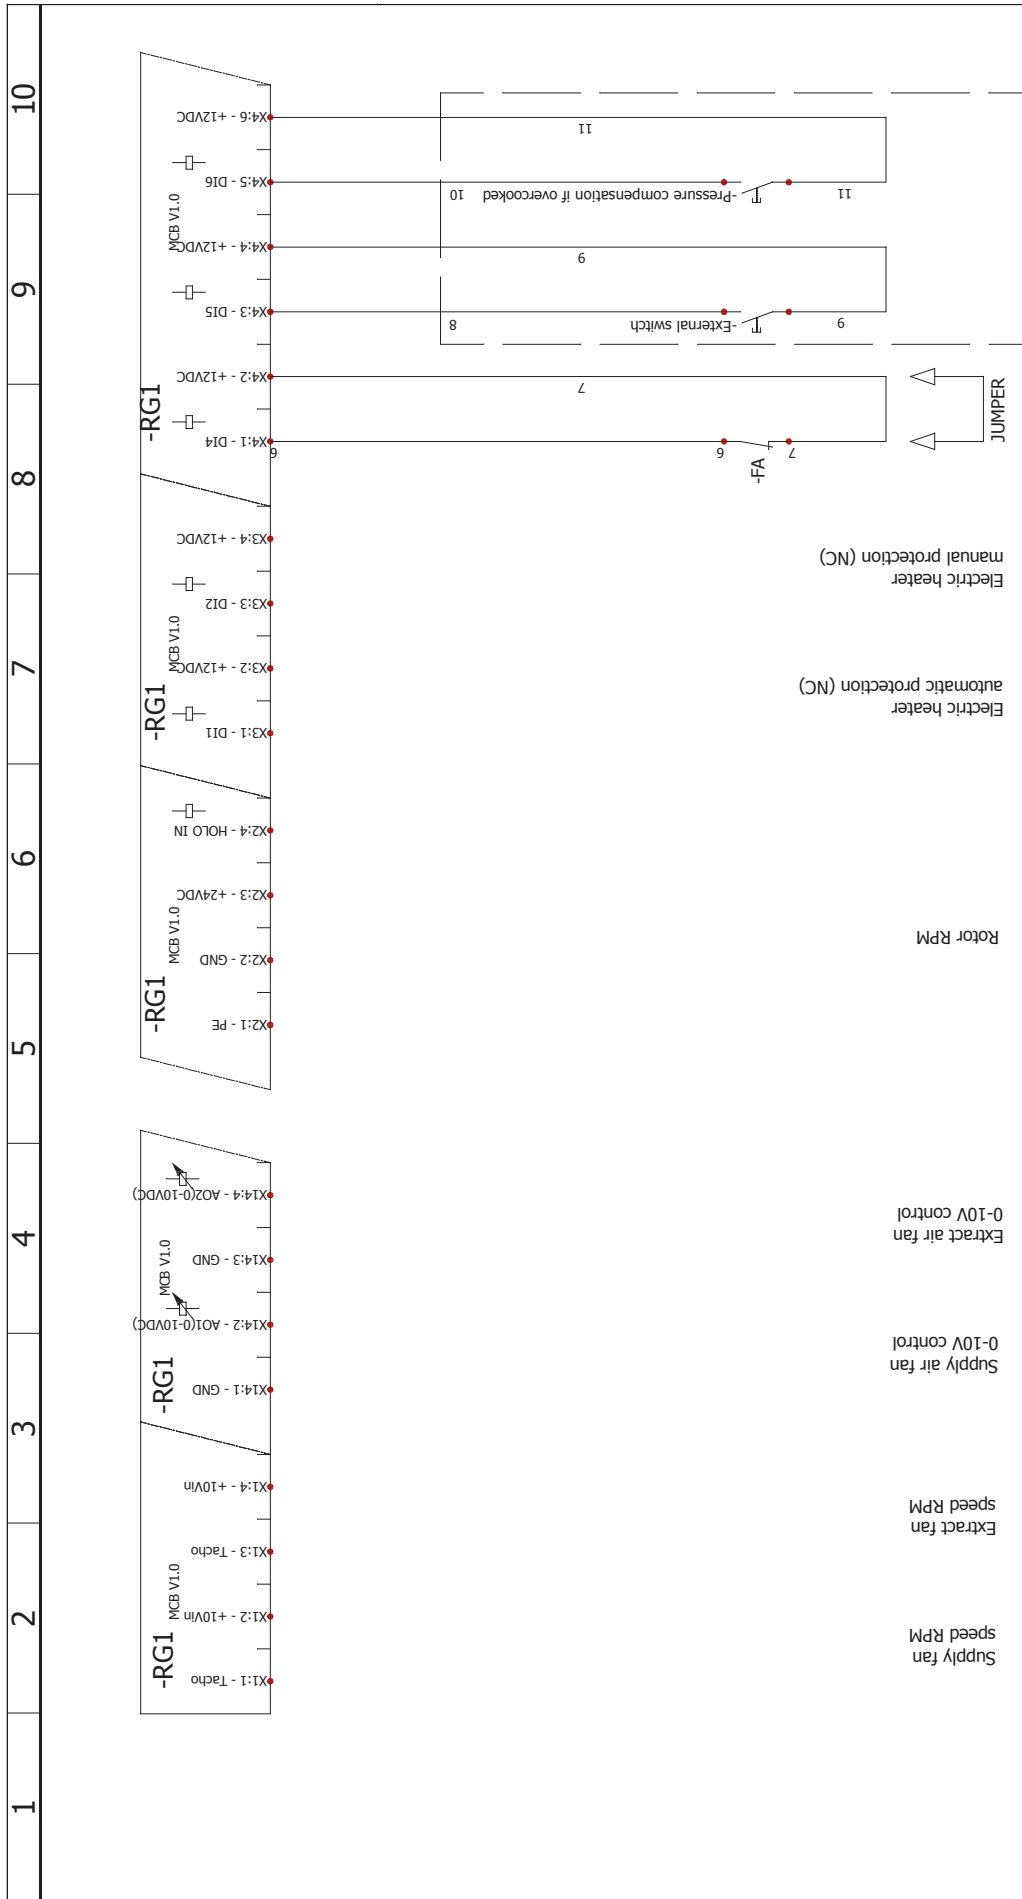 10
9
8
7
6
5
4
3
2
1
X4:6 - +12VDC
X4:5 - DI6
MCB V1.0
X4:4 - +12VDC
X4:3 - DI5
X4:2 - +12VDC
-RG1
X4:1 - DI4
11
10
-Pressure compensation if overcooked
11
9
8
-External switch
9
7
6
6
-FA
7
JUMPER
X3:4 - +12VDC
X3:3 - DI2
MCB V1.0
X3:2 - +12VDC
-RG1
X3:1 - DI1
Electric heater
manual protection (NC)
Electric heater
automatic protection (NC)
X2:4 - HOLO IN
X2:3 - +24VDC
MCB V1.0
X2:2 - GND
-RG1
X2:1 - PE
Rotor RPM
X14:4 - AO2(0-10VDC)
X14:3 - GND
MCB V1.0
X14:2 - AO1(0-10VDC)
-RG1
X14:1 - GND
Extract air fan
0-10V control
Supply air fan
0-10V control
X1:4 - +10Vin
X1:3 - Tacho
MCB V1.0
X1:2 - +10Vin
-RG1
X1:1 - Tacho
Extract fan
speed RPM
Supply fan
speed RPM